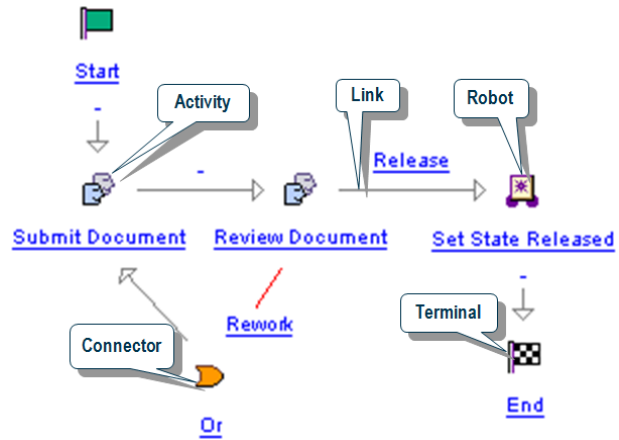 Start
-
Activity
Link
Robot
-
Release
Submit Document
Review Document
Set State Released
-
Rework
Terminal
Connector
End
Or